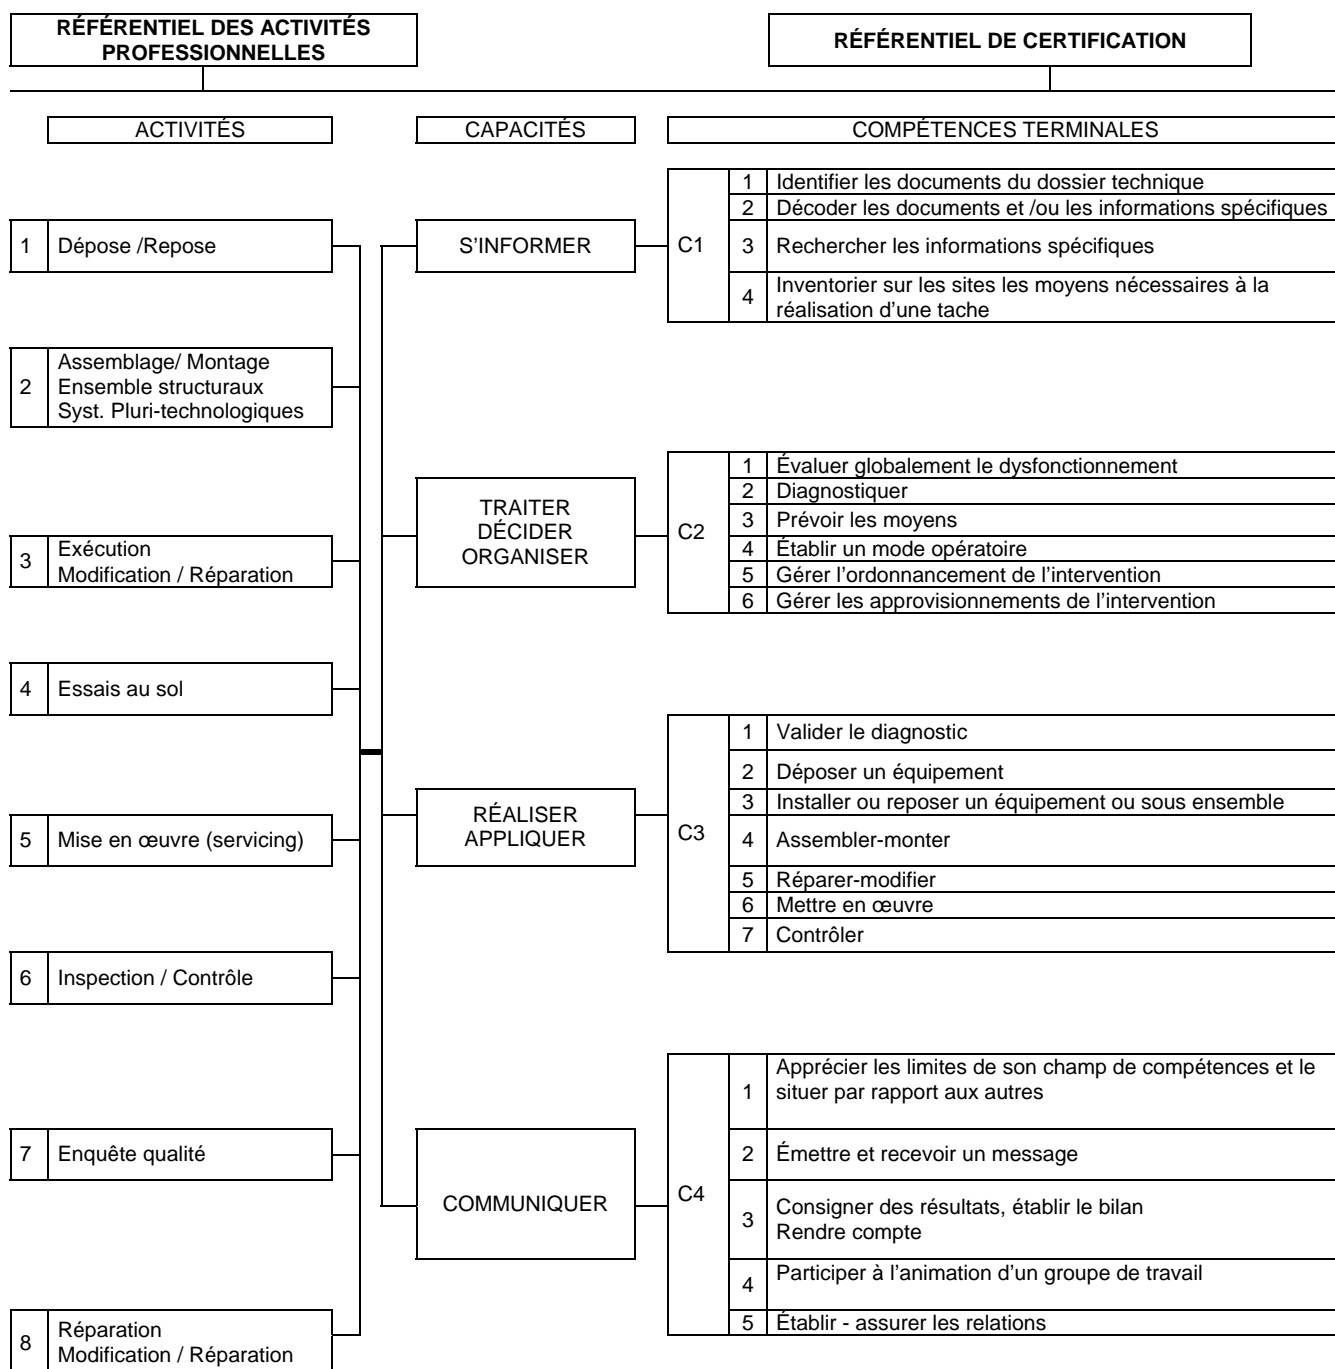 RÉFÉRENTIEL DES ACTIVITÉS
PROFESSIONNELLES
RÉFÉRENTIEL DE CERTIFICATION
ACTIVITÉS
CAPACITÉS
COMPÉTENCES TERMINALES
1 Dépose /Repose
2 Assemblage/ Montage
Ensemble structuraux
Syst. Pluri-technologiques
3 Exécution
Modification / Réparation
4 Essais au sol
5 Mise en œuvre (servicing)
6 Inspection / Contrôle
7 Enquête qualité
8 Réparation
Modification / Réparation
S'INFORMER
C1
1 Identifier les documents du dossier technique
2 Décoder les documents et /ou les informations spécifiques
3 Rechercher les informations spécifiques
4 Inventorier sur les sites les moyens nécessaires à la
réalisation d'une tache
TRAITER
DÉCIDER
ORGANISER
C2
1 Évaluer globalement le dysfonctionnement
2 Diagnostiquer
3 Prévoir les moyens
4 Établir un mode opératoire
5 Gérer l'ordonnancement de l'intervention
6 Gérer les approvisionnements de l'intervention
RÉALISER
APPLIQUER
C3
1 Valider le diagnostic
2 Déposer un équipement
3 Installer ou reposer un équipement ou sous ensemble
4 Assembler-monter
5 Réparer-modifier
6 Mettre en œuvre
7 Contrôler
COMMUNIQUER
C4
1 Apprécier les limites de son champ de compétences et le
situer par rapport aux autres
2 Émettre et recevoir un message
3 Consigner des résultats, établir le bilan
Rendre compte
4 Participer à l'animation d'un groupe de travail
5 Établir - assurer les relations